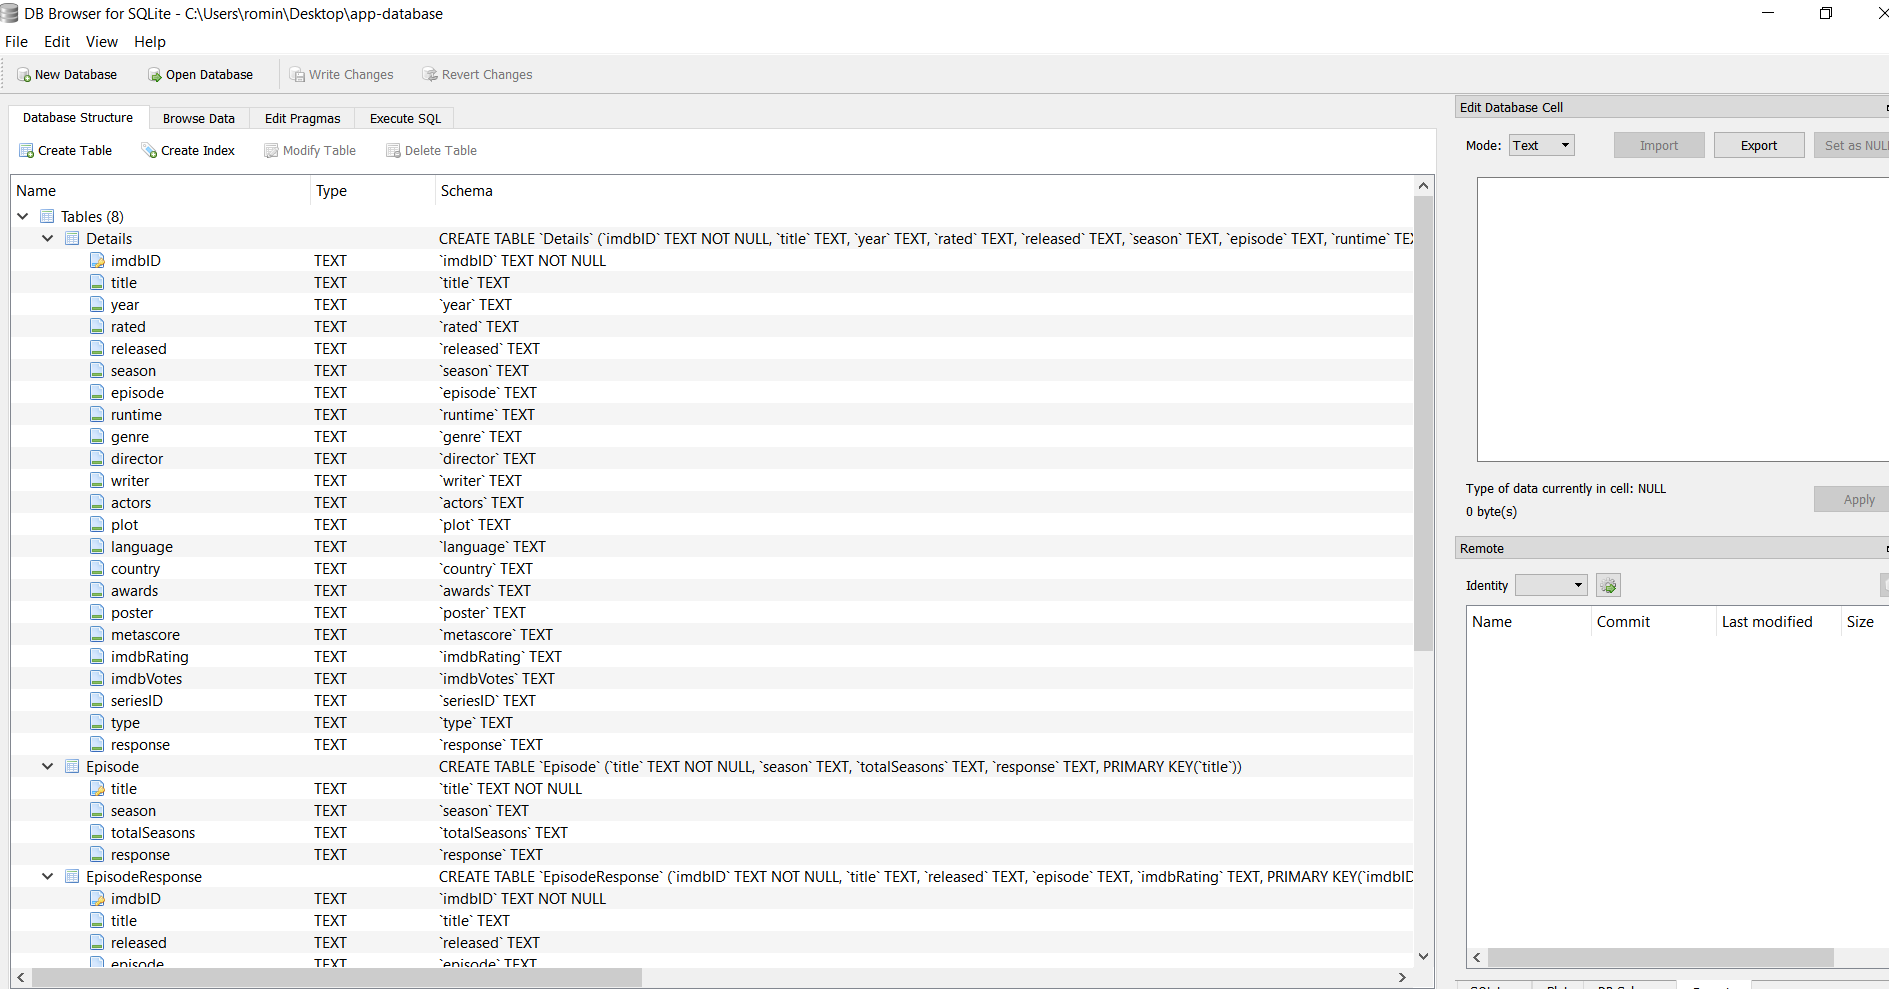 DB Browser for SQLite - C:\Users\romin\Desktop\app-database
File Edit View Help
New Database Open Database Write Changes Revert Changes
Database Structure Browse Data Edit Pragmas Execute SQL
Create Table Create Index Modify Table Delete Table
Name Type Schema
Tables (8)
Details CREATE TABLE `Details` (`imdbID` TEXT NOT NULL, `title` TEXT, `year` TEXT, `rated` TEXT, `released` TEXT, `season` TEXT, `episode` TEXT, `runtime`
imdbID TEXT `imdbID` TEXT NOT NULL
title TEXT `title` TEXT
year TEXT `year` TEXT
rated TEXT `rated` TEXT
released TEXT `released` TEXT
season TEXT `season` TEXT
episode TEXT `episode` TEXT
runtime TEXT `runtime` TEXT
genre TEXT `genre` TEXT
director TEXT `director` TEXT
writer TEXT `writer` TEXT
actors TEXT `actors` TEXT
plot TEXT `plot` TEXT
language TEXT `language` TEXT
country TEXT `country` TEXT
awards TEXT `awards` TEXT
poster TEXT `poster` TEXT
metascore TEXT `metascore` TEXT
imdbRating TEXT `imdbRating` TEXT
imdbVotes TEXT `imdbVotes` TEXT
seriesID TEXT `seriesID` TEXT
type TEXT `type` TEXT
response TEXT `response` TEXT
Episode CREATE TABLE `Episode` (`title` TEXT NOT NULL, `season` TEXT, `totalSeasons` TEXT, `response` TEXT, PRIMARY KEY(`title`))
title TEXT `title` TEXT NOT NULL
season TEXT `season` TEXT
totalSeasons TEXT `totalSeasons` TEXT
response TEXT `response` TEXT
EpisodeResponse CREATE TABLE `EpisodeResponse` (`imdbID` TEXT NOT NULL, `title` TEXT, `released` TEXT, `episode` TEXT, `imdbRating` TEXT, PRIMARY KEY(`imdbID
imdbID TEXT `imdbID` TEXT NOT NULL
title TEXT `title` TEXT
released TEXT `released` TEXT
episode TEXT `episode` TEXT
Edit Database Cell
Mode: Text Import Export Set as NULL
Type of data currently in cell: NULL
0 byte(s)
Apply
Remote
Identity
Name Commit Last modified Size